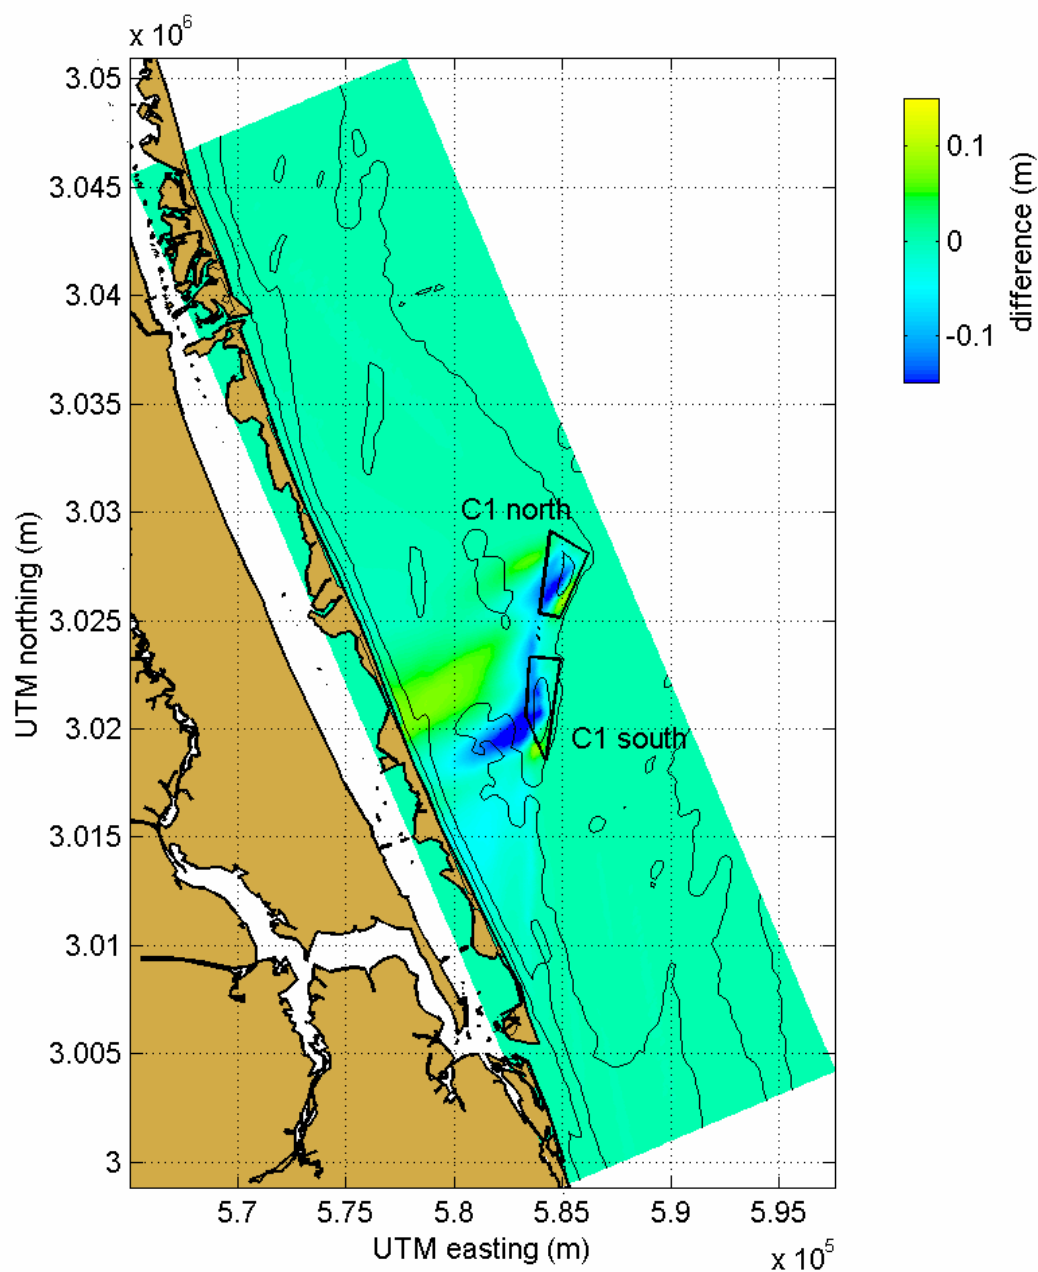 x 10^6
3.05
3.045
3.04
3.035
3.03
3.025
3.02
3.015
3.01
3.005
3
UTM northing (m)
C1 north
C1 south
0.1
0
-0.1
difference (m)
5.7 5.75 5.8 5.85 5.9 5.95
UTM easting (m)
x 10^5